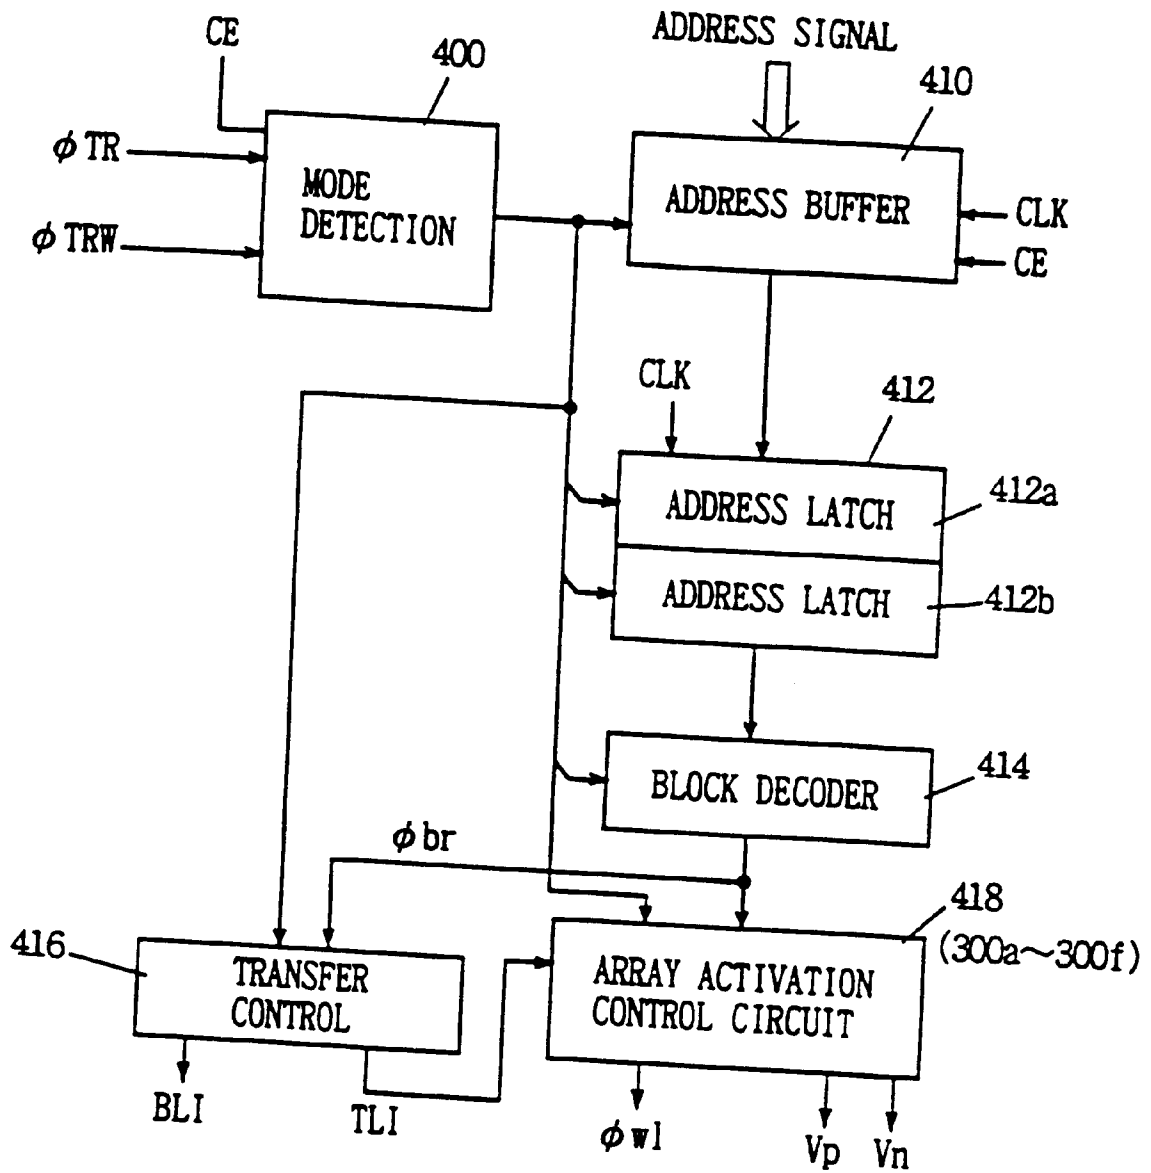 CE
ADDRESS SIGNAL
400
410
φTR
MODE
DETECTION
ADDRESS BUFFER
CLK
φTRW
CE
CLK
412
ADDRESS LATCH
412a
ADDRESS LATCH
412b
BLOCK DECODER
414
φbr
418
(300a~300f)
416
TRANSFER
CONTROL
ARRAY ACTIVATION
CONTROL CIRCUIT
BLI
TLI
φwl
Vp
Vn